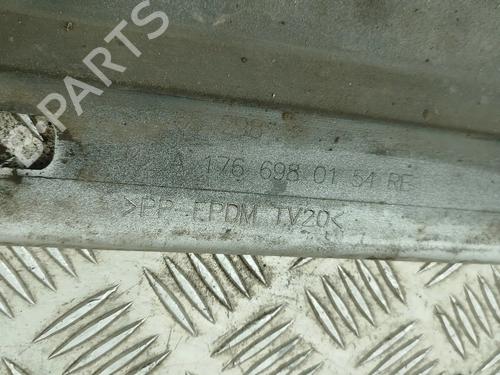 B-PARTS
A 176 698 01 54 RE
>PP-EPDM TV20<